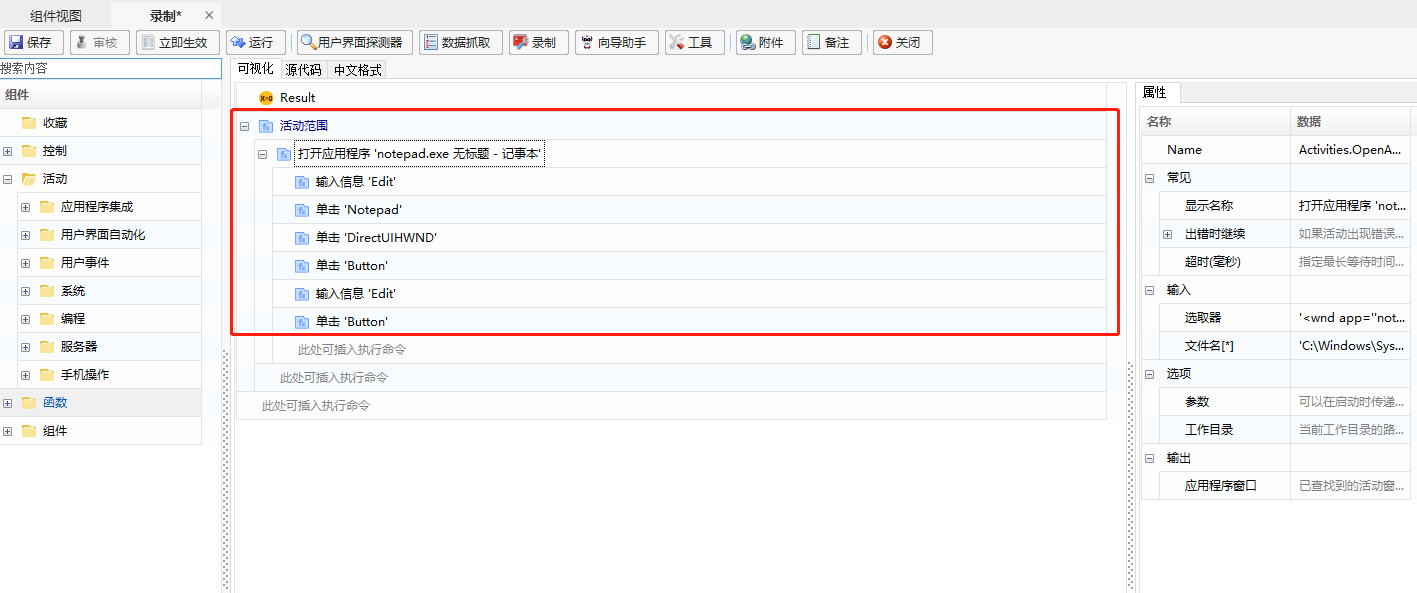 组件视图 录制* ×
保存 审核 立即生效 运行 用户界面探测器 数据抓取 录制 向导助手 工具 附件 备注 关闭
搜索内容
可视化 源代码 中文格式
组件
收藏
控制
活动
应用程序集成
用户界面自动化
用户事件
系统
编程
服务器
手机操作
函数
组件
Result
活动范围
打开应用程序 'notepad.exe 无标题 - 记事本'
输入信息 'Edit'
单击 'Notepad'
单击 'DirectUIHWND'
单击 'Button'
输入信息 'Edit'
单击 'Button'
此处可插入执行命令
此处可插入执行命令
此处可插入执行命令
属性
名称 数据
Name Activities.OpenA...
常见
显示名称 打开应用程序 'not...
出错时继续 如果活动出现错误...
超时(毫秒) 指定最长等待时间...
输入
选取器 '<wnd app="not...
文件名[*] 'C:\Windows\Sys...
选项
参数 可以在启动时传递...
工作目录 当前工作目录的路...
输出
应用程序窗口 已查找到的活动窗...